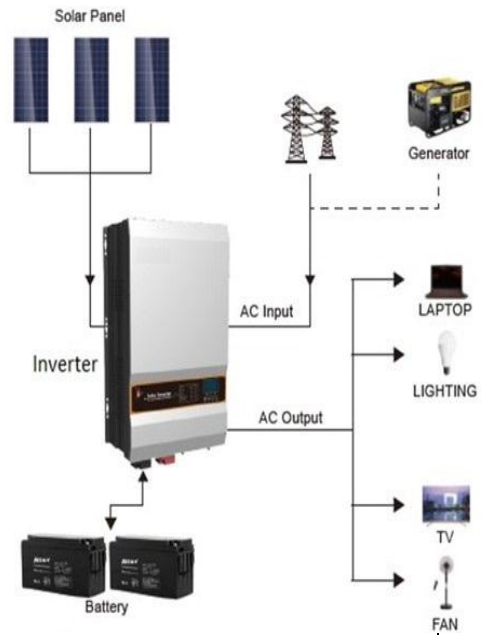 Solar Panel
Generator
AC Input
LAPTOP
Inverter
LIGHTING
AC Output
TV
Battery
FAN